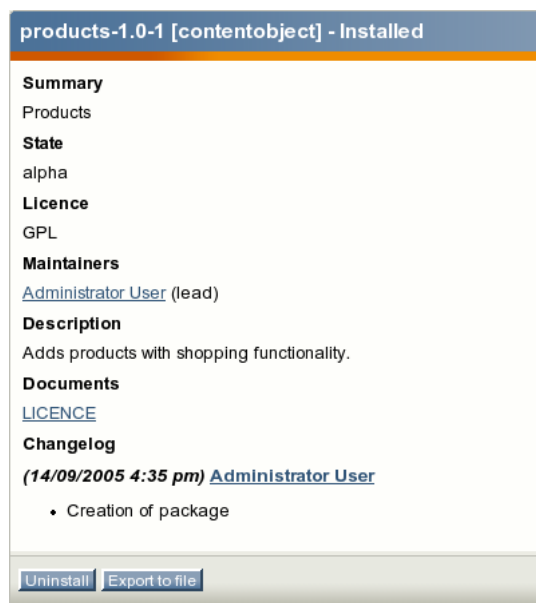 products-1.0-1 [contentobject] - Installed
Summary
Products
State
alpha
Licence
GPL
Maintainers
Administrator User (lead)
Description
Adds products with shopping functionality.
Documents
LICENCE
Changelog
(14/09/2005 4:35 pm) Administrator User
• Creation of package
Uninstall Export to file